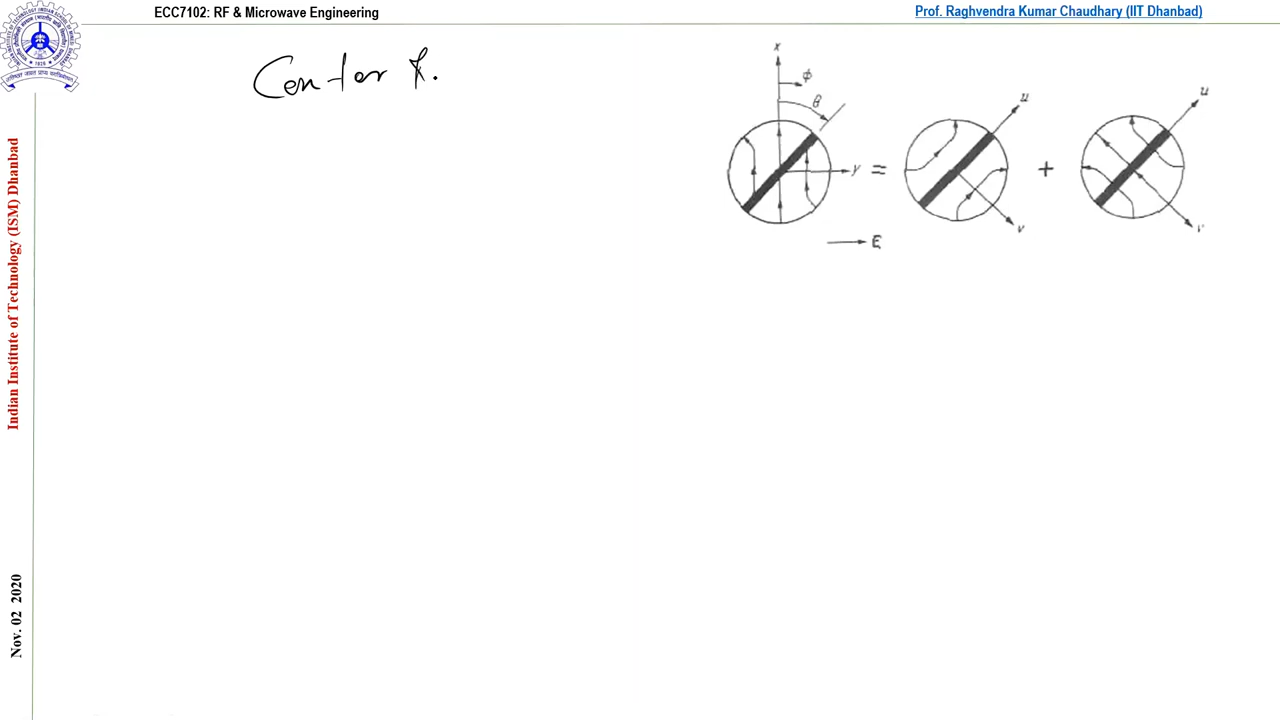 ECC7102: RF & Microwave Engineering
Prof. Raghvendra Kumar Chaudhary (IIT Dhanbad)
Indian Institute of Technology (ISM) Dhanbad
Nov. 02 2020
x
ϕ
θ
y
=
u
v
+
u
v
E